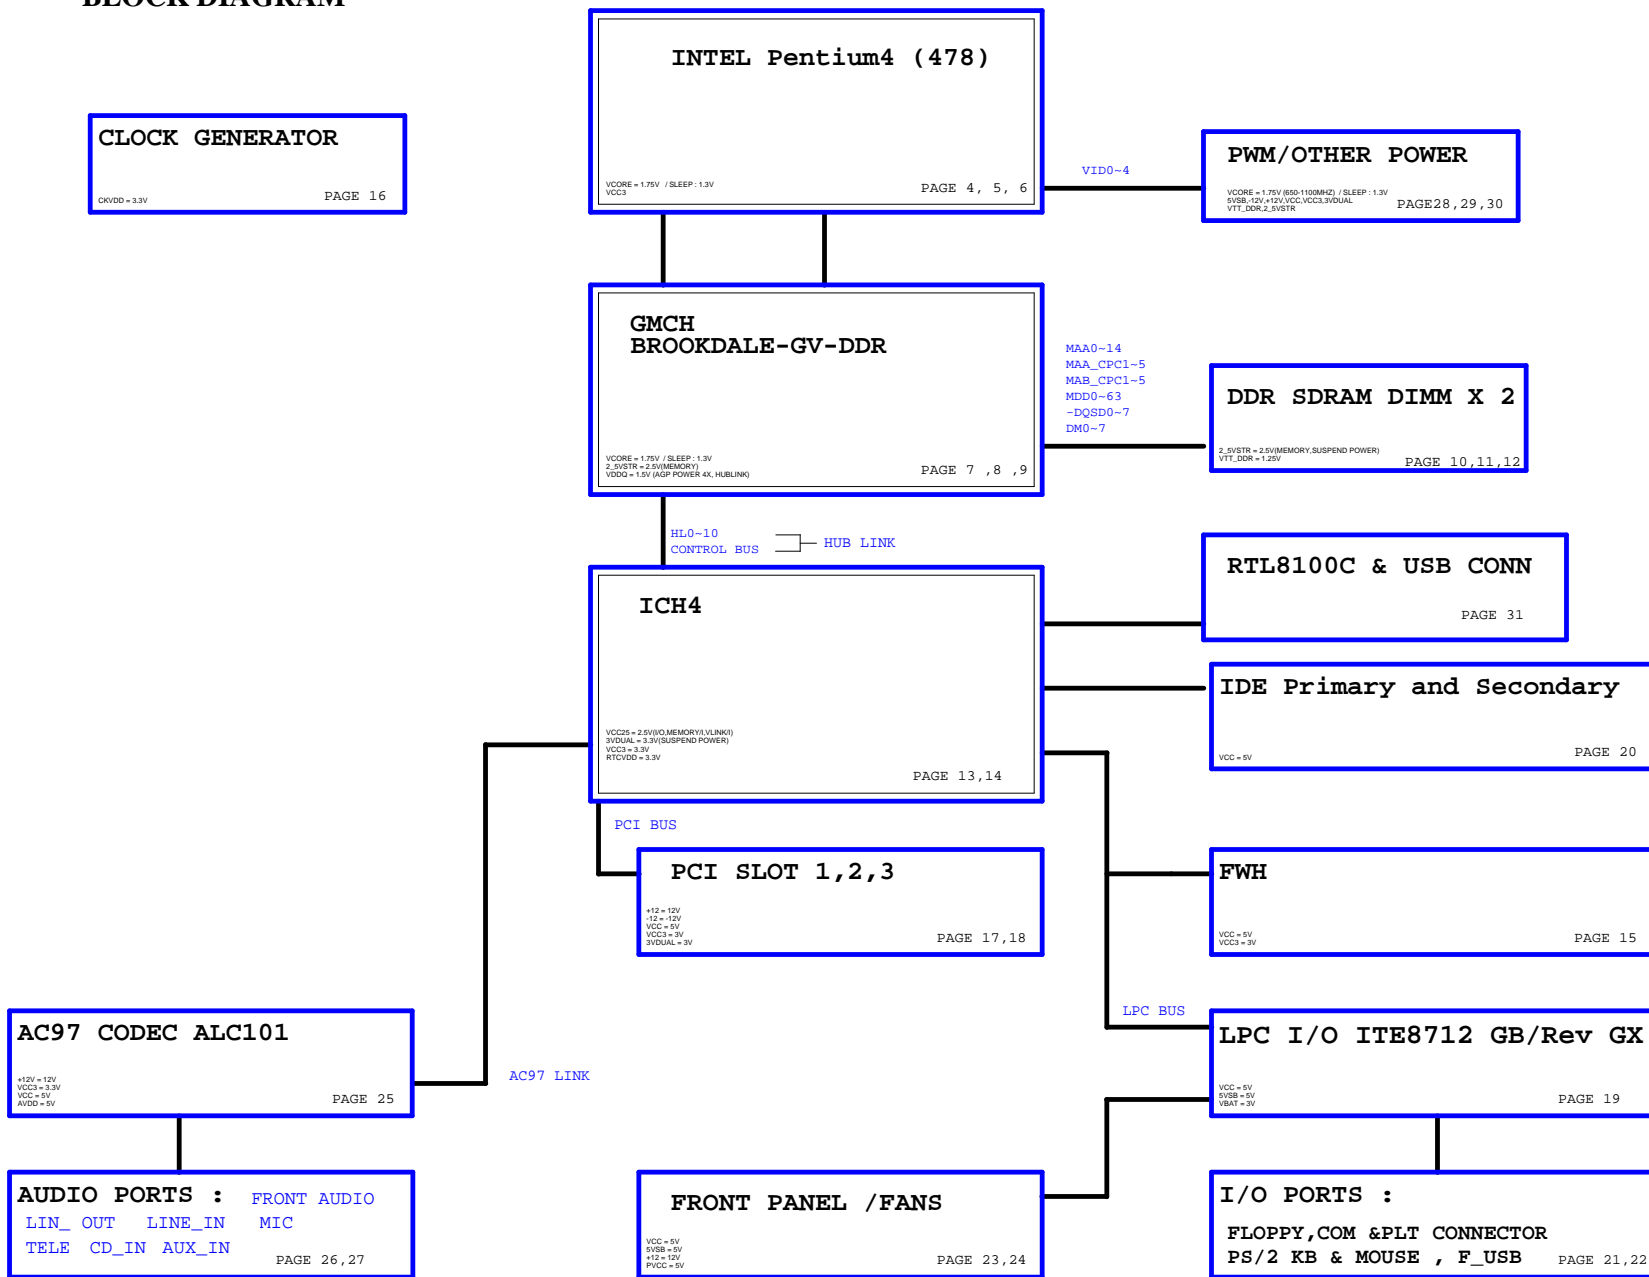 BLOCK DIAGRAM
INTEL Pentium4 (478)
VCORE = 1.75V / SLEEP : 1.3V
VCC3
PAGE 4, 5, 6
CLOCK GENERATOR
CKVDD = 3.3V
PAGE 16
VID0~4
PWM/OTHER POWER
VCORE = 1.75V (650-1100MHZ) / SLEEP : 1.3V
5VSB,-12V,+12V,VCC,VCC3,3VDUAL
VTT_DDR,2_5VSTR
PAGE28,29,30
GMCH
BROOKDALE-GV-DDR
VCORE = 1.75V / SLEEP : 1.3V
2_5VSTR = 2.5V(MEMORY)
VDDQ = 1.5V (AGP POWER 4X, HUBLINK)
PAGE 7 ,8 ,9
MAA0~14
MAA_CPC1~5
MAB_CPC1~5
MDD0~63
-DQSD0~7
DM0~7
DDR SDRAM DIMM X 2
2_5VSTR = 2.5V(MEMORY,SUSPEND POWER)
VTT_DDR = 1.25V
PAGE 10,11,12
HL0~10
CONTROL BUS
HUB LINK
ICH4
VCC25 = 2.5V(I/O,MEMORY/I,VLINK/I)
3VDUAL = 3.3V(SUSPEND POWER)
VCC3 = 3.3V
RTCVDD = 3.3V
PAGE 13,14
RTL8100C & USB CONN
PAGE 31
IDE Primary and Secondary
VCC = 5V
PAGE 20
PCI BUS
PCI SLOT 1,2,3
+12 = 12V
-12 = -12V
VCC = 5V
VCC3 = 3V
3VDUAL = 3V
PAGE 17,18
FWH
VCC = 5V
VCC3 = 3V
PAGE 15
LPC BUS
LPC I/O ITE8712 GB/Rev GX
VCC = 5V
5VSB = 5V
VBAT = 3V
PAGE 19
AC97 CODEC ALC101
+12V = 12V
VCC3 = 3.3V
VCC = 5V
AVDD = 5V
PAGE 25
AC97 LINK
AUDIO PORTS : FRONT AUDIO
LIN_ OUT LINE_IN MIC
TELE CD_IN AUX_IN
PAGE 26,27
FRONT PANEL /FANS
VCC = 5V
5VSB = 5V
+12 = 12V
PVCC = 5V
PAGE 23,24
I/O PORTS :
FLOPPY,COM &PLT CONNECTOR
PS/2 KB & MOUSE , F_USB
PAGE 21,22